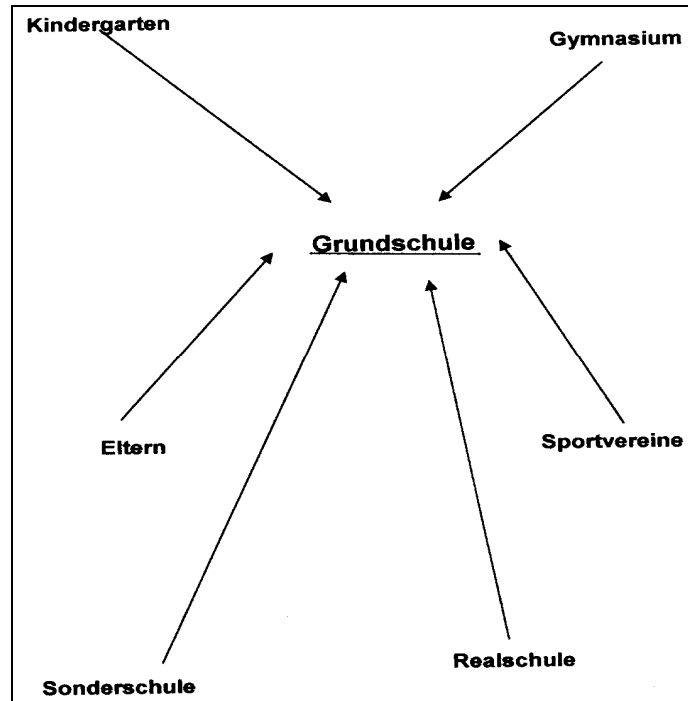 Kindergarten
Gymnasium
Grundschule
Eltern
Sportvereine
Sonderschule
Realschule